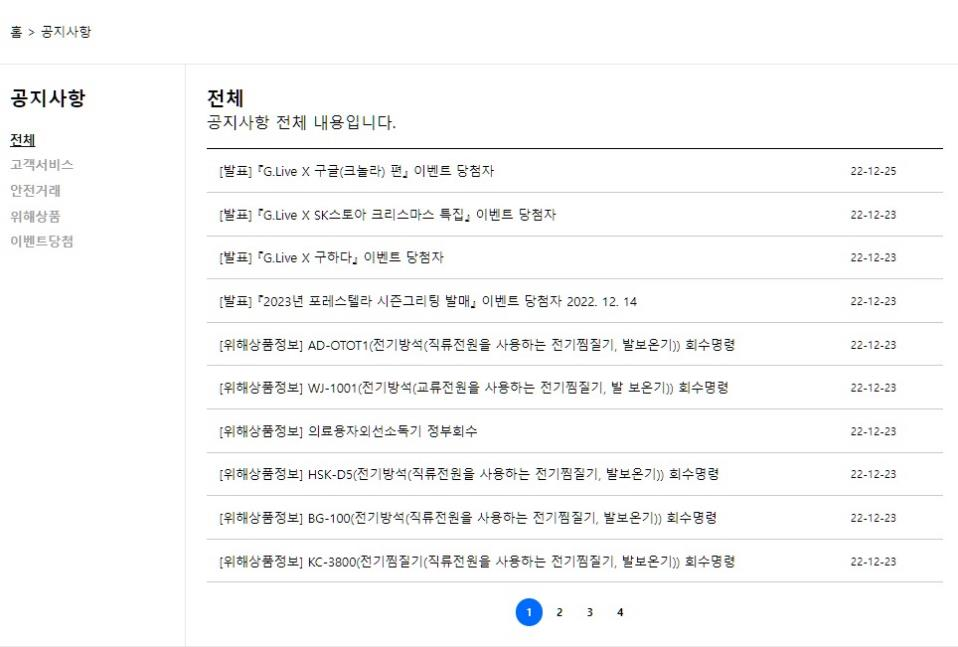 홈 > 공지사항
공지사항
전체
고객서비스
안전거래
위해상품
이벤트당첨
전체
공지사항 전체 내용입니다.
[발표]『G.Live X 구글(크놀라) 편』 이벤트 당첨자 22-12-25
[발표]『G.Live X SK스토아 크리스마스 특집』 이벤트 당첨자 22-12-23
[발표]『G.Live X 구하다』 이벤트 당첨자 22-12-23
[발표]『2023년 포레스텔라 시즌그리팅 발매』 이벤트 당첨자 2022. 12. 14 22-12-23
[위해상품정보] AD-OTOT1(전기방석(직류전원을 사용하는 전기찜질기, 발보온기)) 회수명령 22-12-23
[위해상품정보] WJ-1001(전기방석(교류전원을 사용하는 전기찜질기, 발 보온기)) 회수명령 22-12-23
[위해상품정보] 의료용자외선소독기 정부회수 22-12-23
[위해상품정보] HSK-D5(전기방석(직류전원을 사용하는 전기찜질기, 발보온기)) 회수명령 22-12-23
[위해상품정보] BG-100(전기방석(직류전원을 사용하는 전기찜질기, 발보온기)) 회수명령 22-12-23
[위해상품정보] KC-3800(전기찜질기(직류전원을 사용하는 전기찜질기, 발보온기)) 회수명령 22-12-23
1 2 3 4